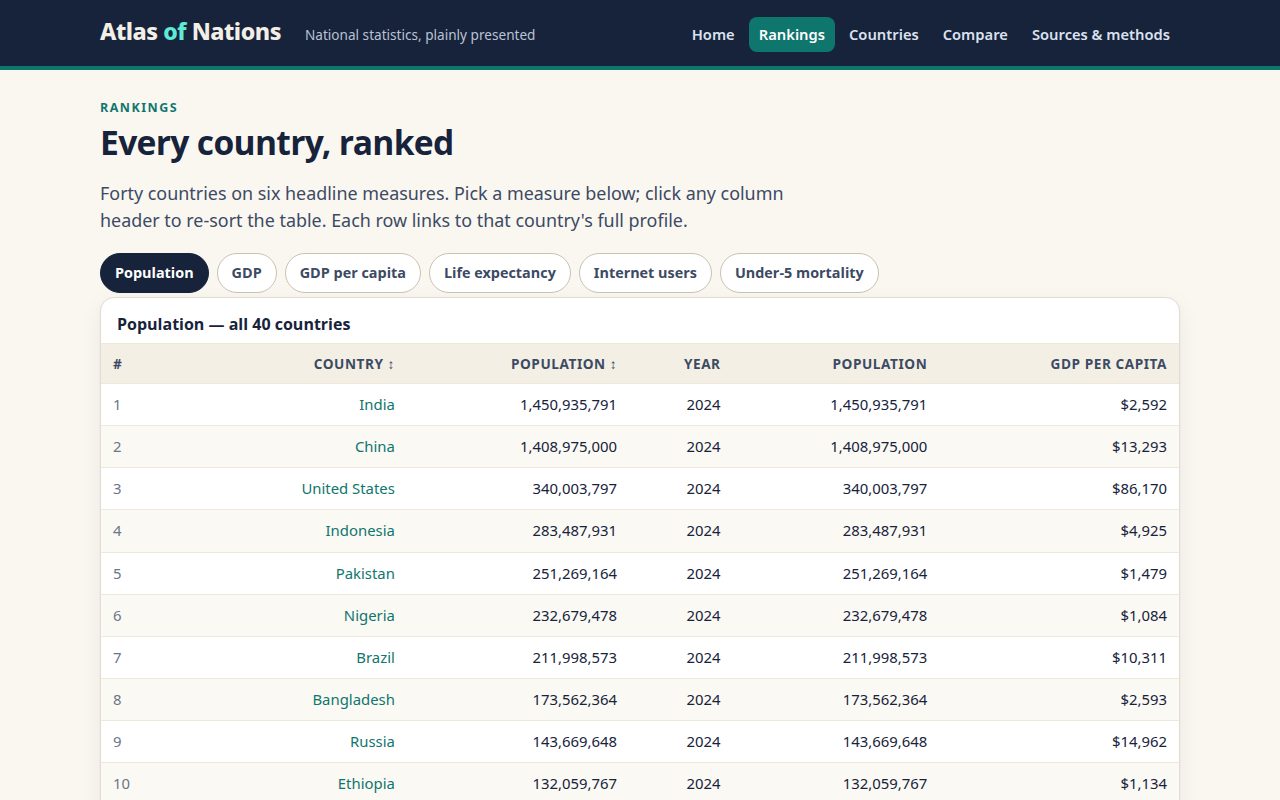 Atlas of Nations National statistics, plainly presented Home Rankings Countries Compare Sources & methods
RANKINGS
Every country, ranked
Forty countries on six headline measures. Pick a measure below; click any column
header to re-sort the table. Each row links to that country's full profile.
Population GDP GDP per capita Life expectancy Internet users Under-5 mortality
Population — all 40 countries
# COUNTRY ↕ POPULATION ↕ YEAR POPULATION GDP PER CAPITA
1 India 1,450,935,791 2024 1,450,935,791 $2,592
2 China 1,408,975,000 2024 1,408,975,000 $13,293
3 United States 340,003,797 2024 340,003,797 $86,170
4 Indonesia 283,487,931 2024 283,487,931 $4,925
5 Pakistan 251,269,164 2024 251,269,164 $1,479
6 Nigeria 232,679,478 2024 232,679,478 $1,084
7 Brazil 211,998,573 2024 211,998,573 $10,311
8 Bangladesh 173,562,364 2024 173,562,364 $2,593
9 Russia 143,669,648 2024 143,669,648 $14,962
10 Ethiopia 132,059,767 2024 132,059,767 $1,134